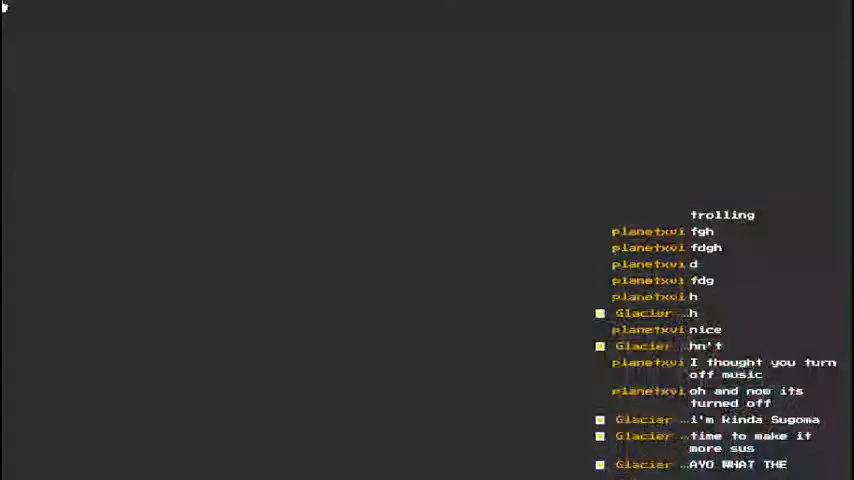 trolling
planetxvi fgh
planetxvi fdgh
planetxvi d
planetxvi fdg
planetxvi h
Glacier …h
planetxvi nice
Glacier …hn't
planetxvi I thought you turn
off music
planetxvi oh and now its
turned off
Glacier …i'm kinda Sugoma
Glacier …time to make it
more sus
Glacier …AYO WHAT THE